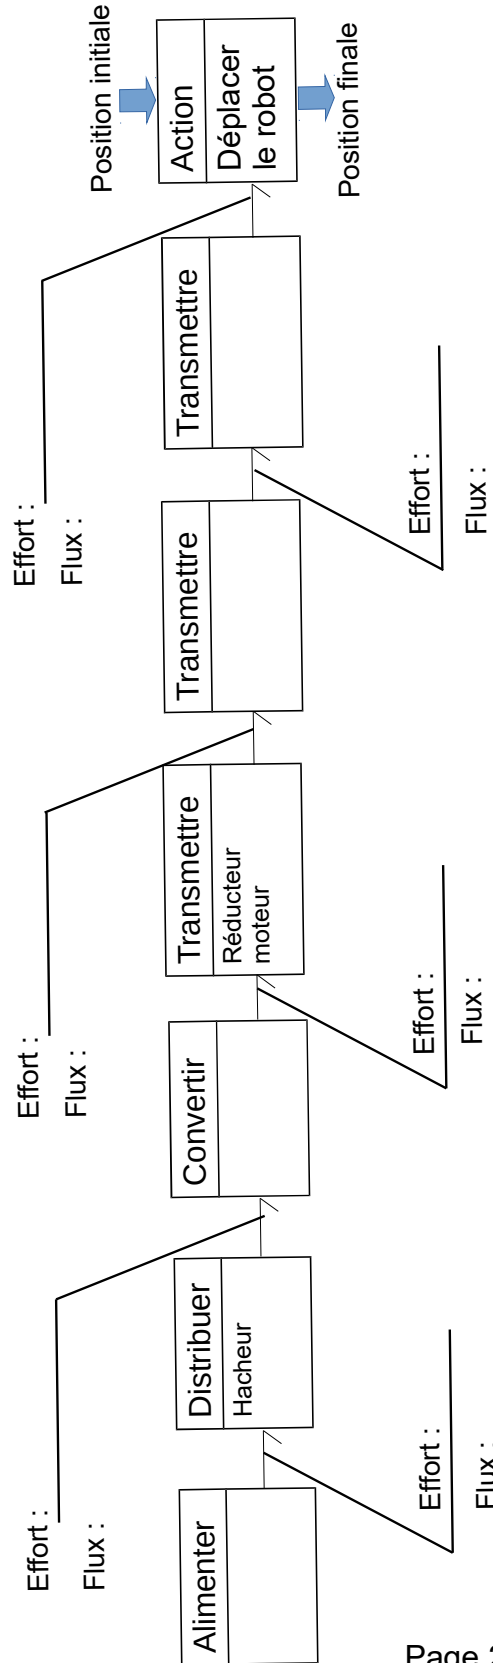 Alimenter
Effort :
Flux :
Distribuer
Hacheur
Effort :
Flux :
Convertir
Effort :
Flux :
Transmettre
Réducteur
moteur
Effort :
Flux :
Transmettre
Effort :
Flux :
Transmettre
Effort :
Flux :
Position initiale
Action
Déplacer
le robot
Position finale
Page